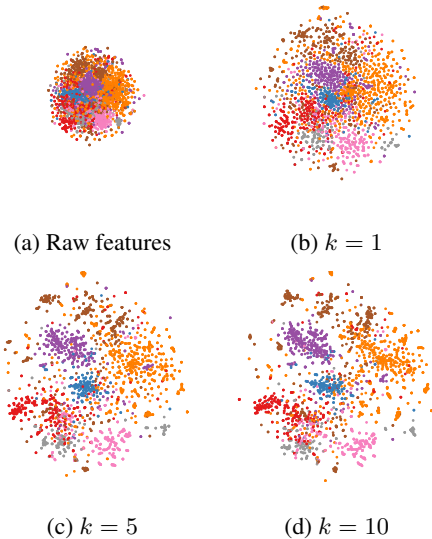 (a) Raw features
(b) k = 1
(c) k = 5
(d) k = 10